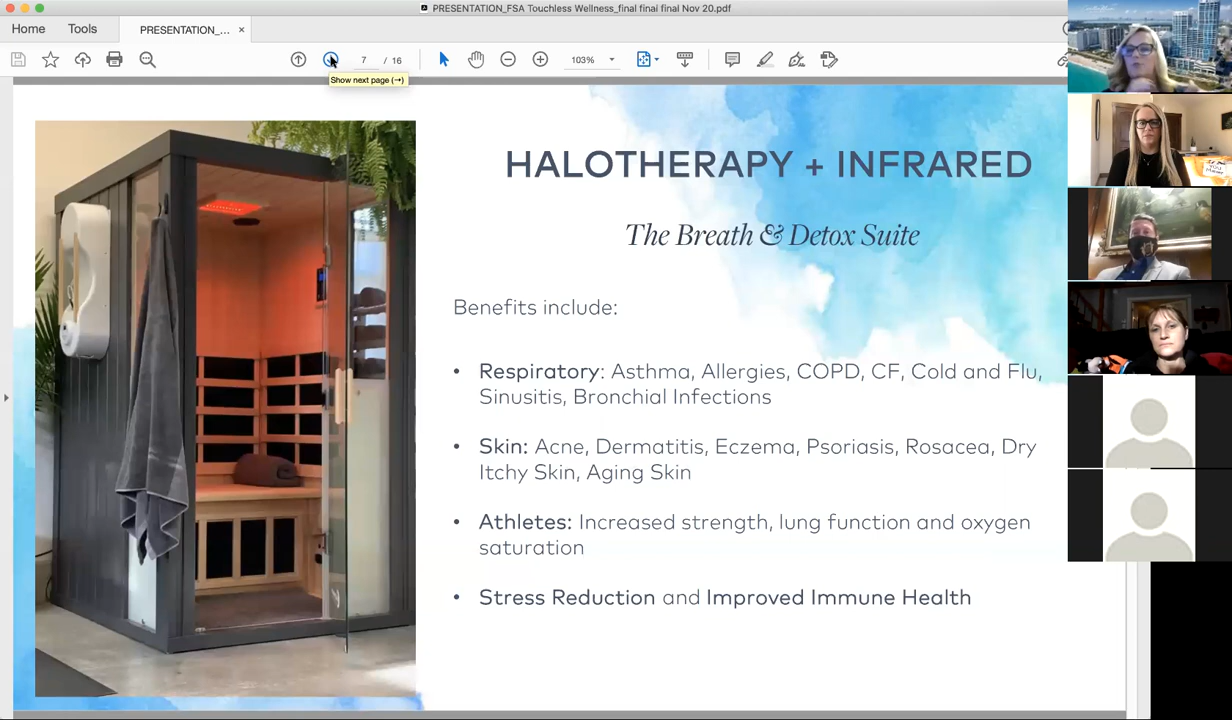 PRESENTATION_FSA Touchless Wellness_final finai final Nov 20.pdf
Home
Tools
PRESENTATION_...
×
7
/ 16
103%
Show next page (→)
HALOTHERAPY + INFRARED
The Breath & Detox Suite
Benefits include:
• Respiratory: Asthma, Allergies, COPD, CF, Cold and Flu,
Sinusitis, Bronchial Infections
• Skin: Acne, Dermatitis, Eczema, Psoriasis, Rosacea, Dry
Itchy Skin, Aging Skin
• Athletes: Increased strength, lung function and oxygen
saturation
• Stress Reduction and Improved Immune Health